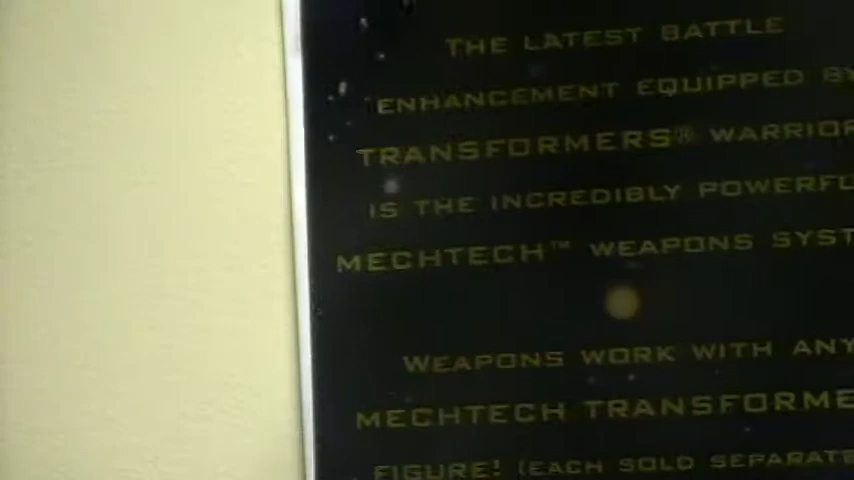 THE LATEST BATTLE
ENHANCEMENT EQUIPPED BY
TRANSFORMERS® WARRIOR
IS THE INCREDIBLY POWERFU
MECHTECH™ WEAPONS SYST
WEAPONS WORK WITH ANY
MECHTECH TRANSFORME
FIGURE! (EACH SOLD SEPARATE